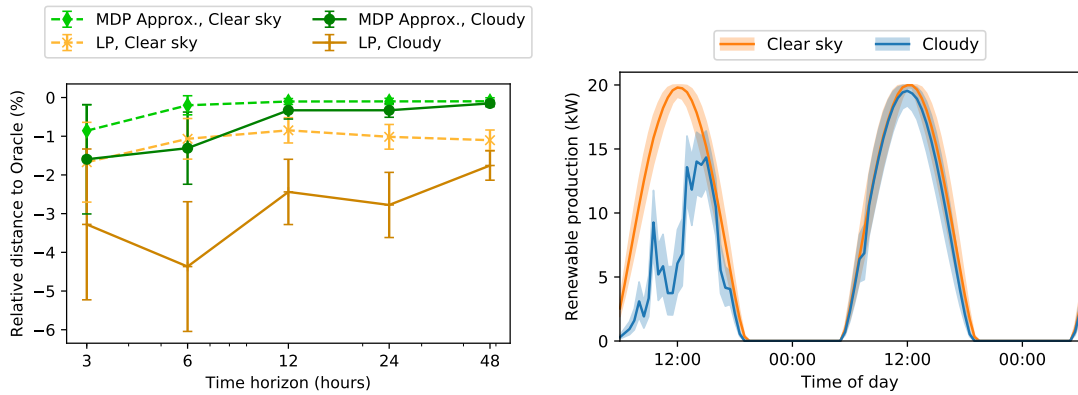 MDP Approx., Clear sky
LP, Clear sky
MDP Approx., Cloudy
LP, Cloudy
Relative distance to Oracle (%)
0
−1
−2
−3
−4
−5
−6
3
6
12
24
48
Time horizon (hours)
Clear sky
Cloudy
Renewable production (kW)
20
15
10
5
0
12:00
00:00
12:00
00:00
Time of day